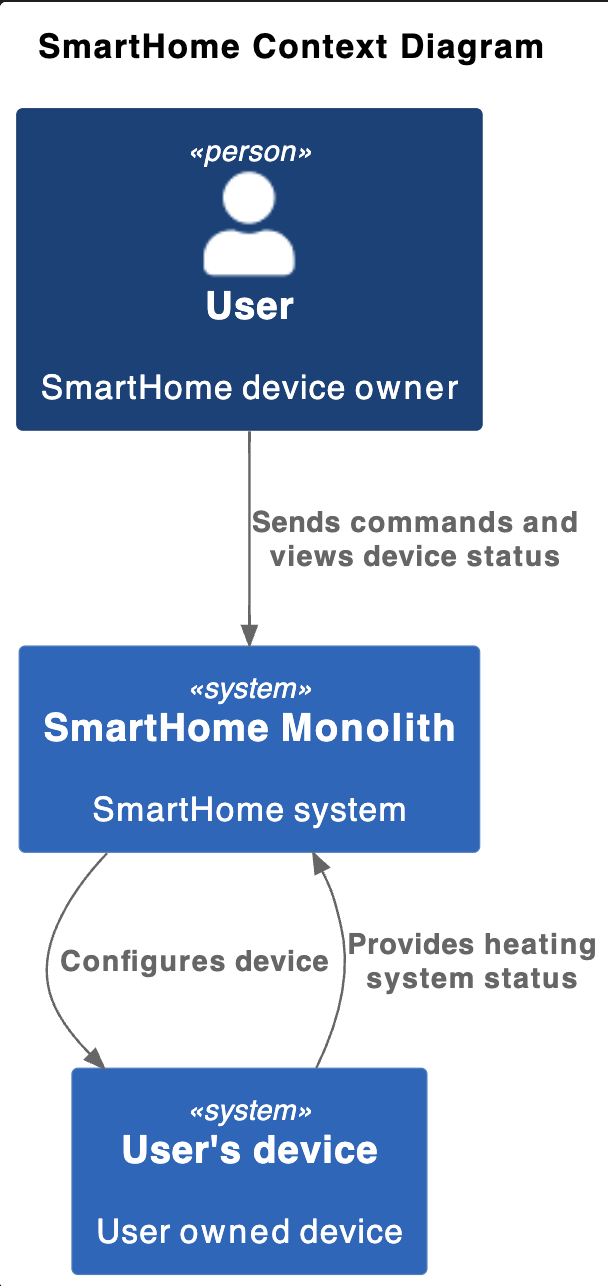 SmartHome Context Diagram
«person»
User
SmartHome device owner
Sends commands and
views device status
«system»
SmartHome Monolith
SmartHome system
Configures device
Provides heating
system status
«system»
User's device
User owned device